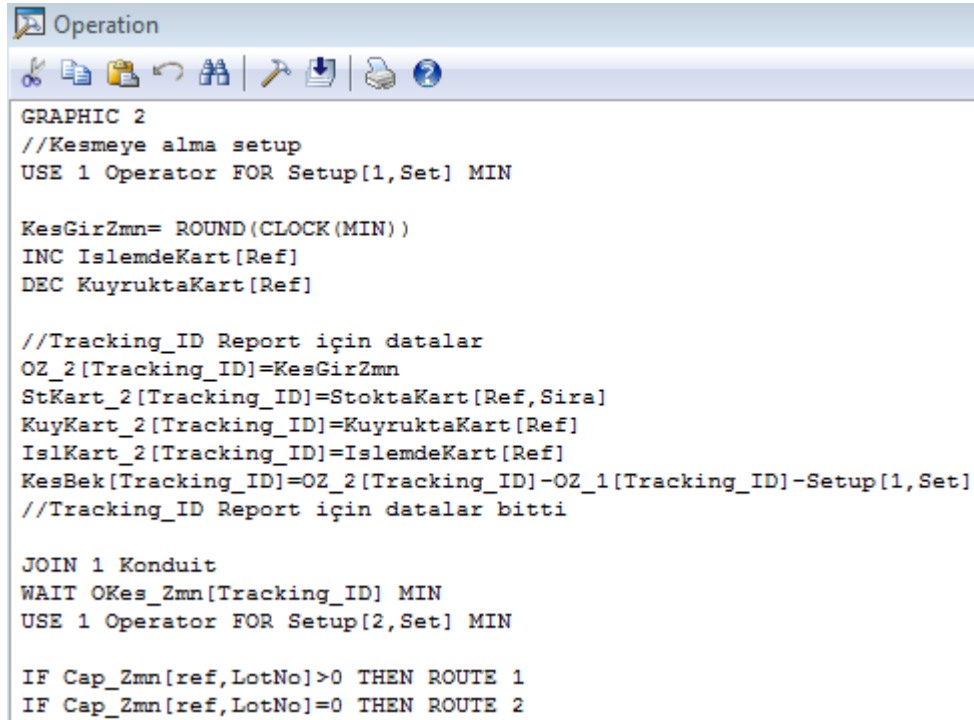 Operation
GRAPHIC 2
//Kesmeye alma setup
USE 1 Operator FOR Setup[1,Set] MIN
KesGirZmn= ROUND(CLOCK(MIN))
INC IslemdeKart[Ref]
DEC KuyruktaKart[Ref]
//Tracking_ID Report için datalar
OZ_2[Tracking_ID]=KesGirZmn
StKart_2[Tracking_ID]=StoktaKart[Ref,Sira]
KuyKart_2[Tracking_ID]=KuyruktaKart[Ref]
IslKart_2[Tracking_ID]=IslemdeKart[Ref]
KesBek[Tracking_ID]=OZ_2[Tracking_ID]-OZ_1[Tracking_ID]-Setup[1,Set]
//Tracking_ID Report için datalar bitti
JOIN 1 Konduit
WAIT OKes_Zmn[Tracking_ID] MIN
USE 1 Operator FOR Setup[2,Set] MIN
IF Cap_Zmn[ref,LotNo]>0 THEN ROUTE 1
IF Cap_Zmn[ref,LotNo]=0 THEN ROUTE 2